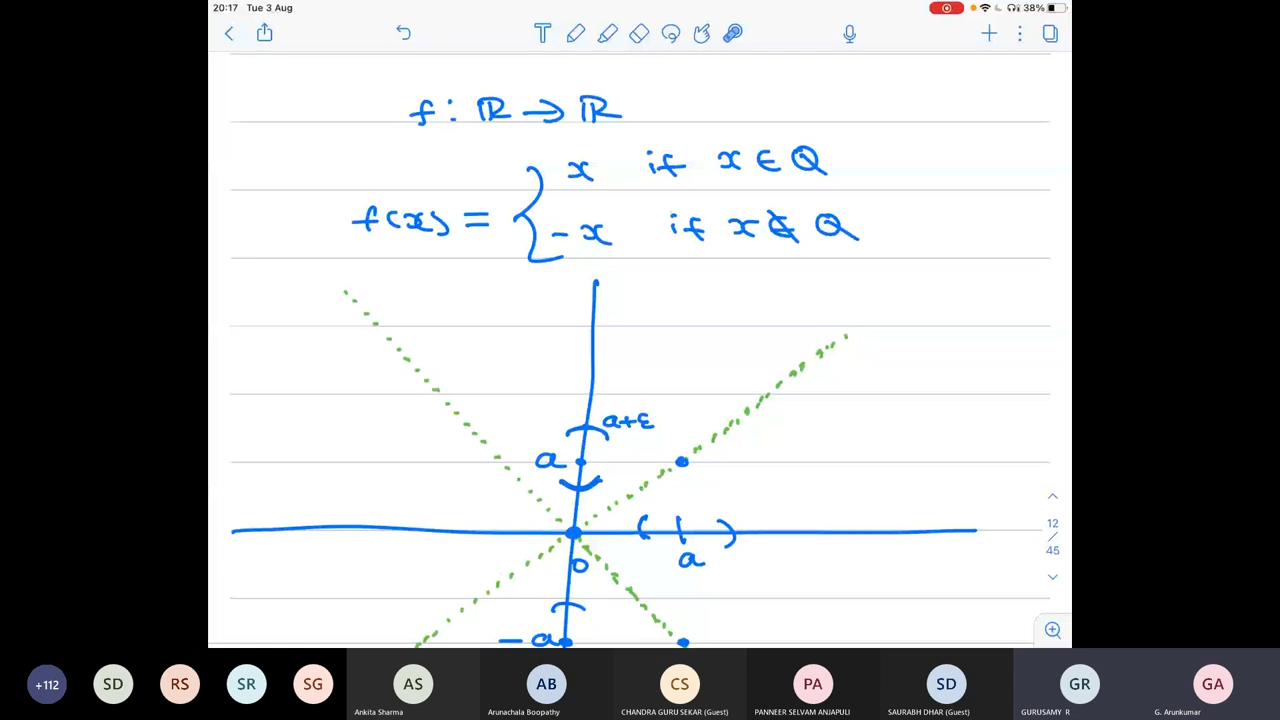 20:17 Tue 3 Aug
38%
T
f : ℝ → ℝ
f(x) = { x if x ∈ Q
-x if x ∉ Q
a+ε
a
a
0
-a
12
/
45
+112
SD
RS
SR
SG
AS
AB
CS
PA
SD
GR
GA
Ankita Sharma
Arunachala Boopathy
CHANDRA GURU SEKAR (Guest)
PANNEER SELVAM ANJAPULI
SAURABH DHAR (Guest)
GURUSAMY R
G. Arunkumar